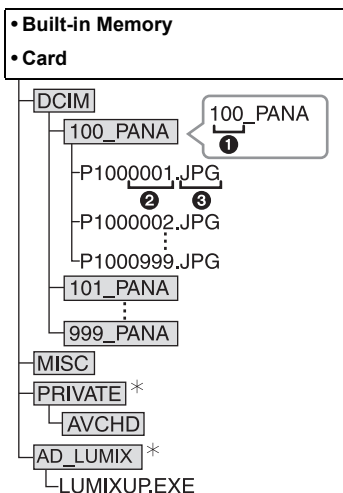 • Built-in Memory
• Card
DCIM
100_PANA
100_PANA
❶
P1000001.JPG
❷ ❸
P1000002.JPG
P1000999.JPG
101_PANA
999_PANA
MISC
PRIVATE *
AVCHD
AD_LUMIX *
LUMIXUP.EXE